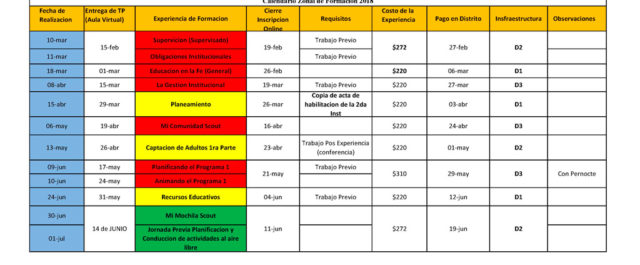 Calendario Zonal de Formacion 2018
Fecha de Realizacion | Entrega de TP (Aula Virtual) | Experiencia de Formacion | Cierre Inscripcion Online | Requisitos | Costo de la Experiencia | Pago en Distrito | Insfraestructura | Observaciones
10-mar | 15-feb | Supervicion (Supervisado) | 19-feb | Trabajo Previo | $272 | 27-feb | D2
11-mar | Obligaciones Institucionales | Trabajo Previo
18-mar | 01-mar | Educacion en la Fe (General) | 26-feb | $220 | 06-mar | D1
08-abr | 15-mar | La Gestion Institucional | 19-mar | Trabajo Previo | $220 | 27-mar | D3
15-abr | 29-mar | Planeamiento | 26-mar | Copia de acta de habilitacion de la 2da Inst | $220 | 03-abr | D1
06-may | 19-abr | Mi Comunidad Scout | 16-abr | $220 | 24-abr | D3
13-may | 26-abr | Captacion de Adultos 1ra Parte | 23-abr | Trabajo Pos Experiencia (conferencia) | $220 | 01-may | D2
09-jun | 17-may | Planificando el Programa 1 | 21-may | Trabajo Previo | $310 | 29-may | D3 | Con Pernocte
10-jun | 24-may | Animando el Programa 1
24-jun | 31-may | Recursos Educativos | 04-jun | Trabajo Previo | $220 | 12-jun | D1
30-jun | 14 de JUNIO | Mi Mochila Scout | 11-jun | $272 | 19-jun | D2
01-jul | Jornada Previa Planificacion y Conduccion de actividades al aire libre